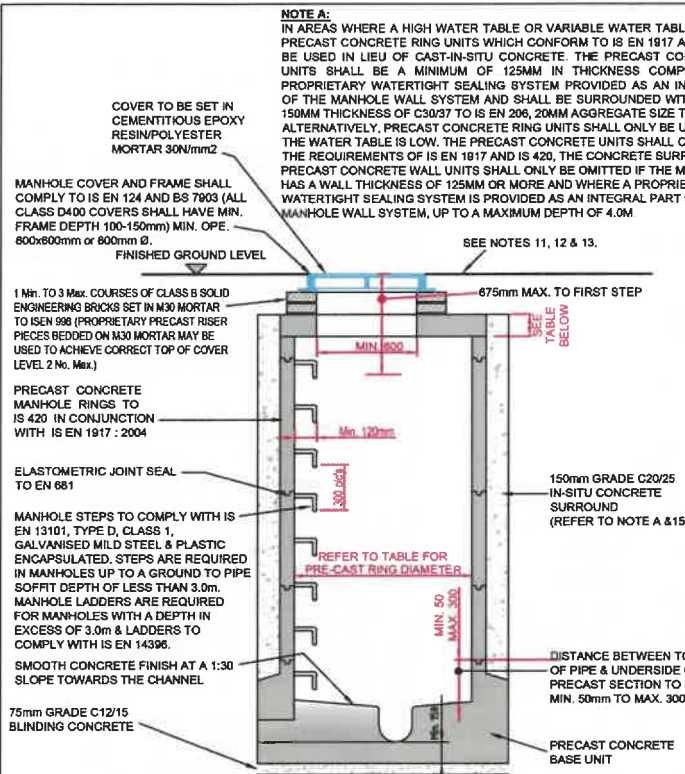 NOTE A:
IN AREAS WHERE A HIGH WATER TABLE OR VARIABLE WATER TABL
PRECAST CONCRETE RING UNITS WHICH CONFORM TO IS EN 1917 A
BE USED IN LIEU OF CAST-IN-SITU CONCRETE. THE PRECAST CO
UNITS SHALL BE A MINIMUM OF 125MM IN THICKNESS COMP
PROPRIETARY WATERTIGHT SEALING SYSTEM PROVIDED AS AN IN
OF THE MANHOLE WALL SYSTEM AND SHALL BE SURROUNDED WIT
150MM THICKNESS OF C30/37 TO IS EN 206, 20MM AGGREGATE SIZE T
ALTERNATIVELY, PRECAST CONCRETE RING UNITS SHALL ONLY BE U
THE WATER TABLE IS LOW. THE PRECAST CONCRETE UNITS SHALL C
THE REQUIREMENTS OF IS EN 1917 AND IS 420, THE CONCRETE SURR
PRECAST CONCRETE WALL UNITS SHALL ONLY BE OMITTED IF THE M
HAS A WALL THICKNESS OF 125MM OR MORE AND WHERE A PROPRIE
WATERTIGHT SEALING SYSTEM IS PROVIDED AS AN INTEGRAL PART
MANHOLE WALL SYSTEM, UP TO A MAXIMUM DEPTH OF 4.0M
COVER TO BE SET IN
CEMENTITIOUS EPOXY
RESIN/POLYESTER
MORTAR 30N/mm2
MANHOLE COVER AND FRAME SHALL
COMPLY TO IS EN 124 AND BS 7903 (ALL
CLASS D400 COVERS SHALL HAVE MIN.
FRAME DEPTH 100-150mm) MIN. OPE.
600x600mm or 600mm Ø.
FINISHED GROUND LEVEL
SEE NOTES 11, 12 & 13.
1 Min. TO 3 Max. COURSES OF CLASS B SOLID
ENGINEERING BRICKS SET IN M30 MORTAR
TO ISEN 998 (PROPRIETARY PRECAST RISER
PIECES BEDDED ON M30 MORTAR MAY BE
USED TO ACHIEVE CORRECT TOP OF COVER
LEVEL 2 No. Max.)
675mm MAX. TO FIRST STEP
SEE
TABLE
BELOW
MIN. 600
PRECAST CONCRETE
MANHOLE RINGS TO
IS 420 IN CONJUNCTION
WITH IS EN 1917 : 2004
Min. 120mm
ELASTOMETRIC JOINT SEAL
TO EN 681
300 c/c's
150mm GRADE C20/25
IN-SITU CONCRETE
SURROUND
(REFER TO NOTE A &15
MANHOLE STEPS TO COMPLY WITH IS
EN 13101, TYPE D, CLASS 1,
GALVANISED MILD STEEL & PLASTIC
ENCAPSULATED. STEPS ARE REQUIRED
IN MANHOLES UP TO A GROUND TO PIPE
SOFFIT DEPTH OF LESS THAN 3.0m.
MANHOLE LADDERS ARE REQUIRED
FOR MANHOLES WITH A DEPTH IN
EXCESS OF 3.0m & LADDERS TO
COMPLY WITH IS EN 14396.
REFER TO TABLE FOR
PRE-CAST RING DIAMETER
MIN. 50
MAX. 300
SMOOTH CONCRETE FINISH AT A 1:30
SLOPE TOWARDS THE CHANNEL
DISTANCE BETWEEN TO
OF PIPE & UNDERSIDE
PRECAST SECTION TO
MIN. 50mm TO MAX. 300
75mm GRADE C12/15
BLINDING CONCRETE
PRECAST CONCRETE
BASE UNIT